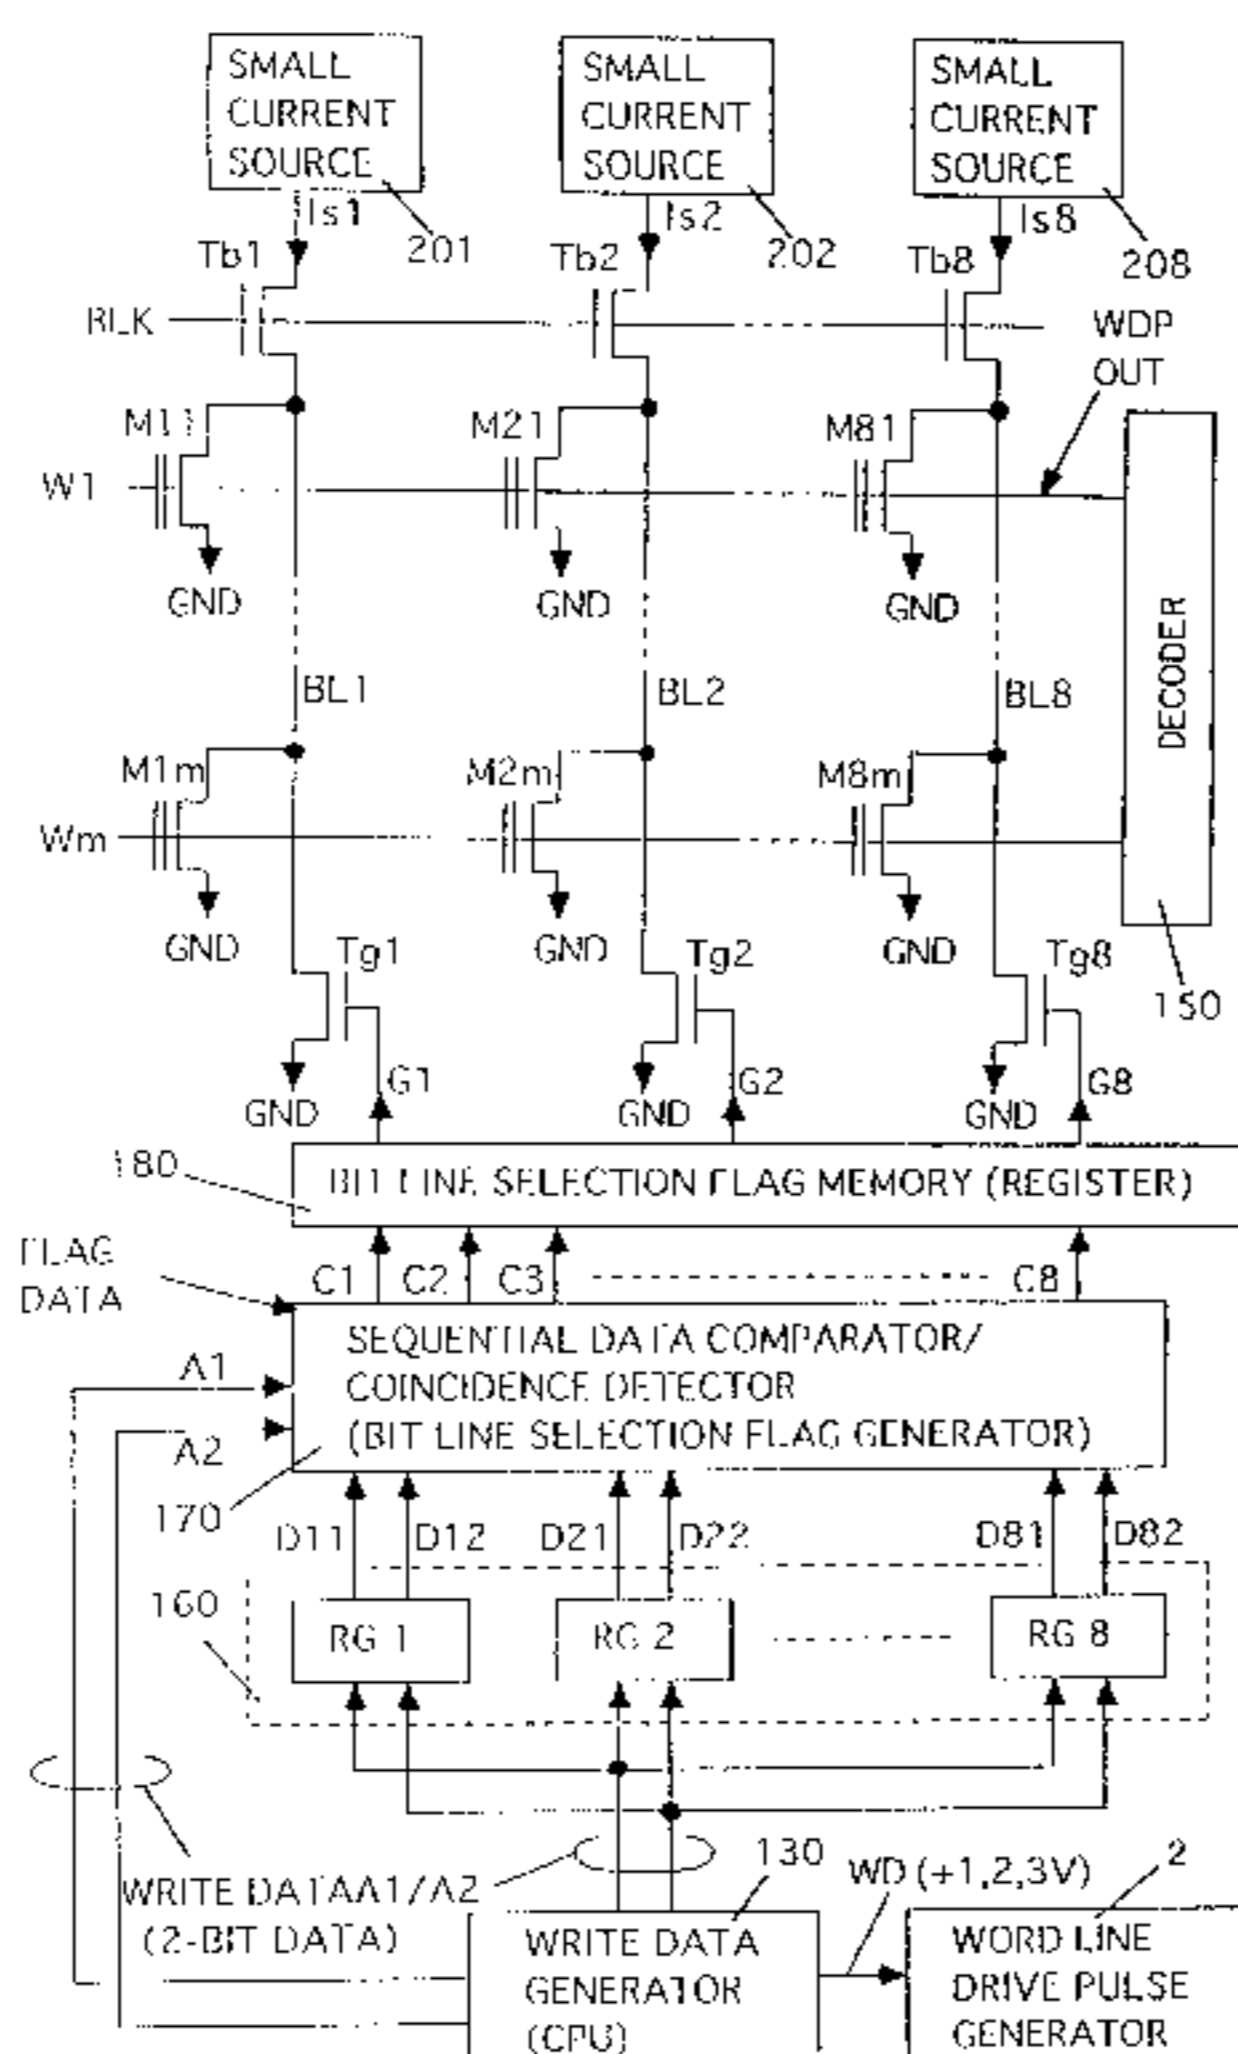 SMALL
CURRENT
SOURCE
SMALL
CURRENT
SOURCE
SMALL
CURRENT
SOURCE
Is1
201
Is2
202
Is8
208
Tb1
Tb2
Tb8
BLK
WDP
OUT
M11
M21
M81
W1
GND
GND
GND
DECODER
BL1
BL2
BL8
M1m
M2m
M8m
Wm
GND
GND
GND
Tg1
Tg2
Tg8
150
G1
G2
G8
GND
GND
GND
180
BIT LINE SELECTION FLAG MEMORY (REGISTER)
FLAG
DATA
C1
C2
C3
C8
SEQUENTIAL DATA COMPARATOR/
COINCIDENCE DETECTOR
(BIT LINE SELECTION FLAG GENERATOR)
A1
A2
170
D11
D12
D21
D22
D81
D82
160
RG 1
RG 2
RG 8
WRITE DATAA1/A2
(2-BIT DATA)
130
WD (+1,2,3V)
2
WRITE DATA
GENERATOR
(CPU)
WORD LINE
DRIVE PULSE
GENERATOR